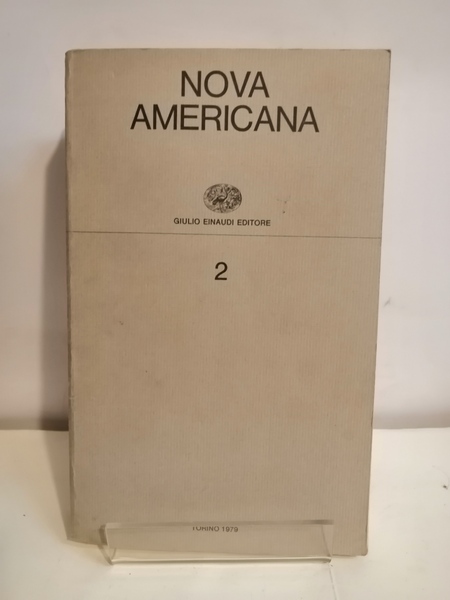 NOVA
AMERICANA
GIULIO EINAUDI EDITORE
2
TORINO 1979